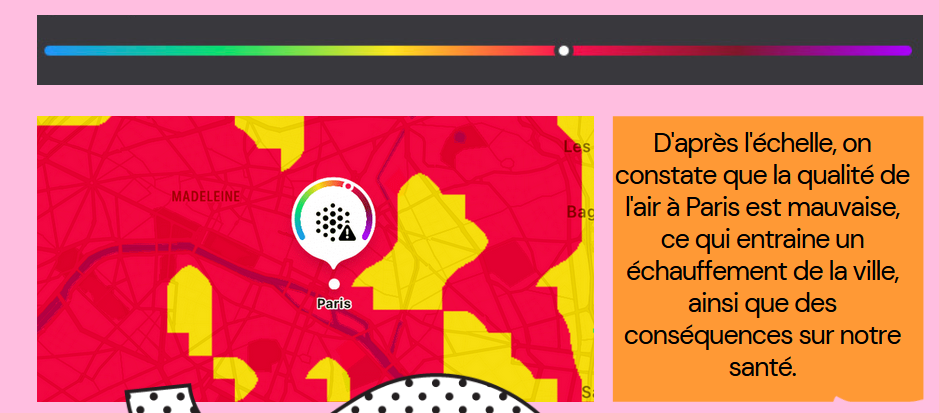 Les
MADELEINE
Bag
Paris
Sa
D'après l'échelle, on
constate que la qualité de
l'air à Paris est mauvaise,
ce qui entraine un
échauffement de la ville,
ainsi que des
conséquences sur notre
santé.